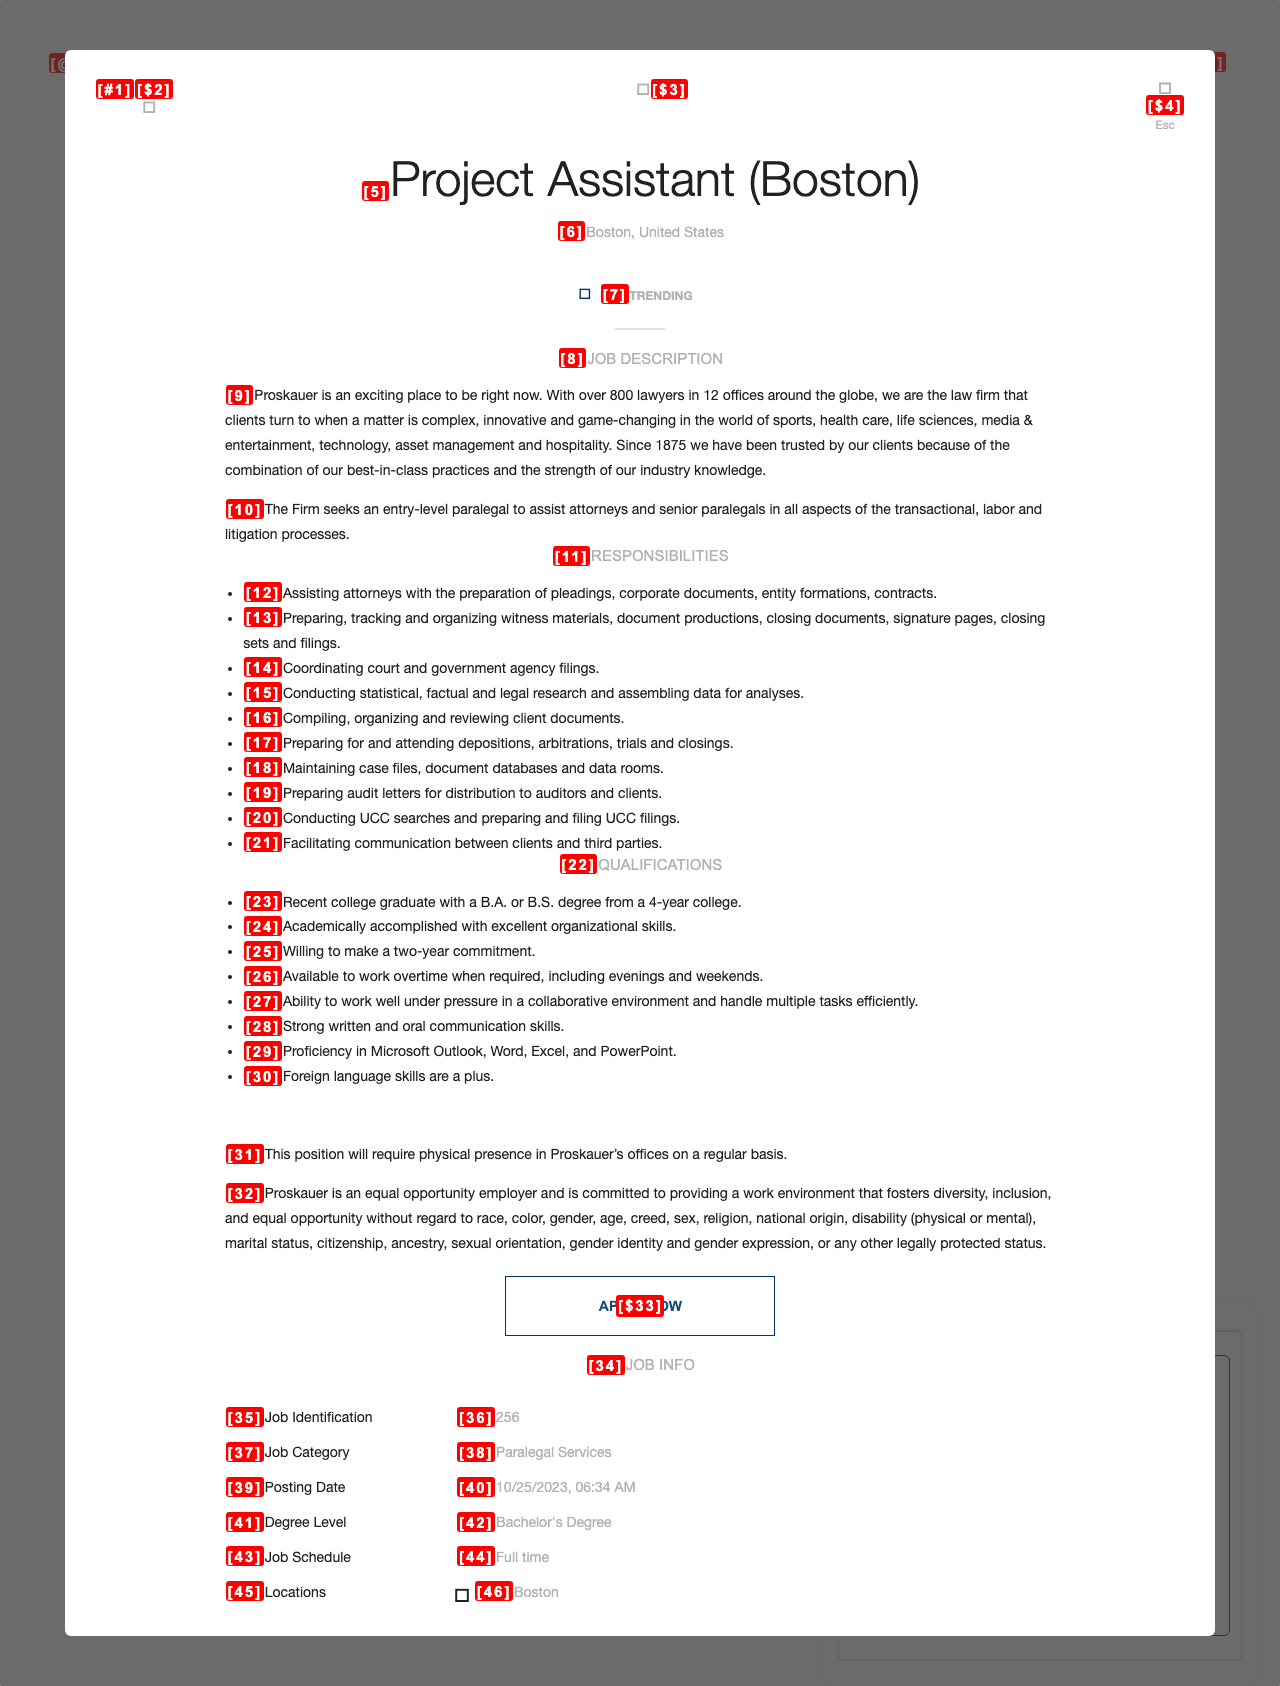 [#1] [$2] [$3]
[$4]
Esc
[5] Project Assistant (Boston)
[6] Boston, United States
[7] TRENDING
[8] JOB DESCRIPTION
[9] Proskauer is an exciting place to be right now. With over 800 lawyers in 12 offices around the globe, we are the law firm that
clients turn to when a matter is complex, innovative and game-changing in the world of sports, health care, life sciences, media &
entertainment, technology, asset management and hospitality. Since 1875 we have been trusted by our clients because of the
combination of our best-in-class practices and the strength of our industry knowledge.
[10] The Firm seeks an entry-level paralegal to assist attorneys and senior paralegals in all aspects of the transactional, labor and
litigation processes.
[11] RESPONSIBILITIES
• [12] Assisting attorneys with the preparation of pleadings, corporate documents, entity formations, contracts.
• [13] Preparing, tracking and organizing witness materials, document productions, closing documents, signature pages, closing
sets and filings.
• [14] Coordinating court and government agency filings.
• [15] Conducting statistical, factual and legal research and assembling data for analyses.
• [16] Compiling, organizing and reviewing client documents.
• [17] Preparing for and attending depositions, arbitrations, trials and closings.
• [18] Maintaining case files, document databases and data rooms.
• [19] Preparing audit letters for distribution to auditors and clients.
• [20] Conducting UCC searches and preparing and filing UCC filings.
• [21] Facilitating communication between clients and third parties.
[22] QUALIFICATIONS
• [23] Recent college graduate with a B.A. or B.S. degree from a 4-year college.
• [24] Academically accomplished with excellent organizational skills.
• [25] Willing to make a two-year commitment.
• [26] Available to work overtime when required, including evenings and weekends.
• [27] Ability to work well under pressure in a collaborative environment and handle multiple tasks efficiently.
• [28] Strong written and oral communication skills.
• [29] Proficiency in Microsoft Outlook, Word, Excel, and PowerPoint.
• [30] Foreign language skills are a plus.
[31] This position will require physical presence in Proskauer's offices on a regular basis.
[32] Proskauer is an equal opportunity employer and is committed to providing a work environment that fosters diversity, inclusion,
and equal opportunity without regard to race, color, gender, age, creed, sex, religion, national origin, disability (physical or mental),
marital status, citizenship, ancestry, sexual orientation, gender identity and gender expression, or any other legally protected status.
[$33]
[34] JOB INFO
[35] Job Identification [36] 256
[37] Job Category [38] Paralegal Services
[39] Posting Date [40] 10/25/2023, 06:34 AM
[41] Degree Level [42] Bachelor's Degree
[43] Job Schedule [44] Full time
[45] Locations [46] Boston